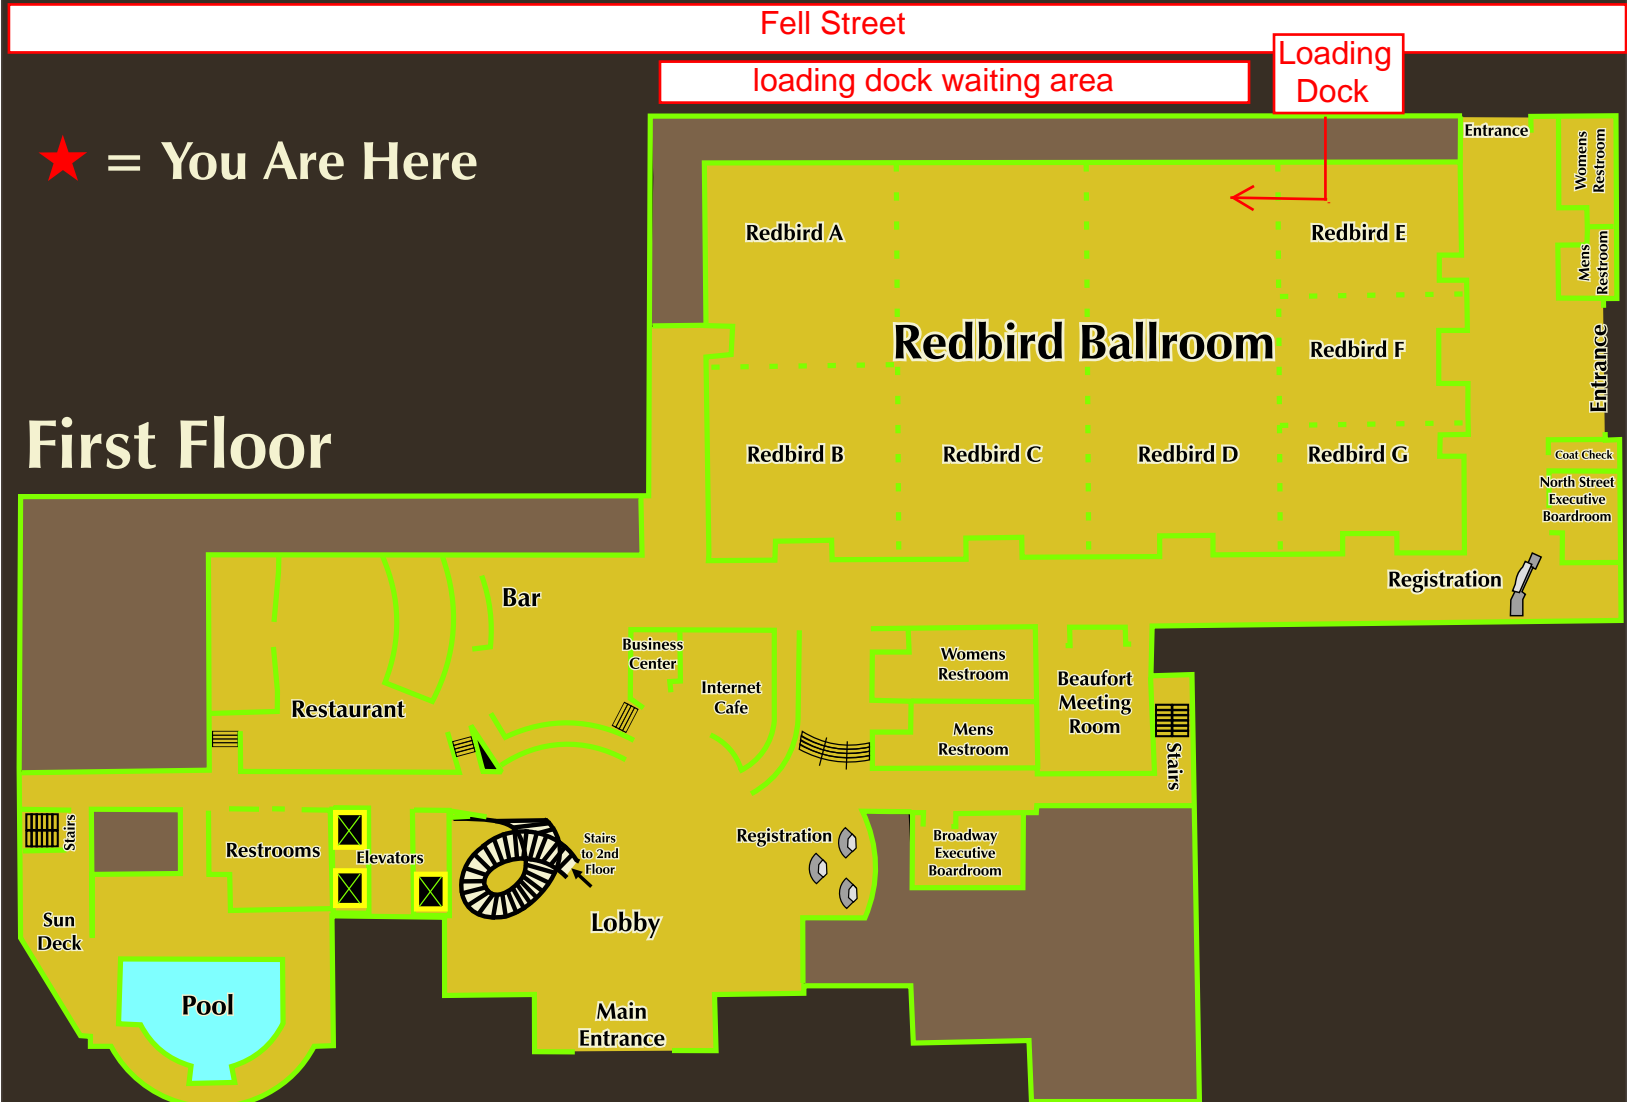 Fell Street
loading dock waiting area
Loading
Dock
= You Are Here
Entrance
Womens
Restroom
Mens
Restroom
Redbird A
Redbird E
Redbird Ballroom
Redbird F
Entrance
First Floor
Redbird B
Redbird C
Redbird D
Redbird G
Coat Check
North Street
Executive
Boardroom
Registration
Bar
Business
Center
Internet
Cafe
Womens
Restroom
Mens
Restroom
Beaufort
Meeting
Room
Stairs
Restaurant
Stairs
Restrooms
Elevators
Stairs
to 2nd
Floor
Registration
Broadway
Executive
Boardroom
Sun
Deck
Lobby
Pool
Main
Entrance